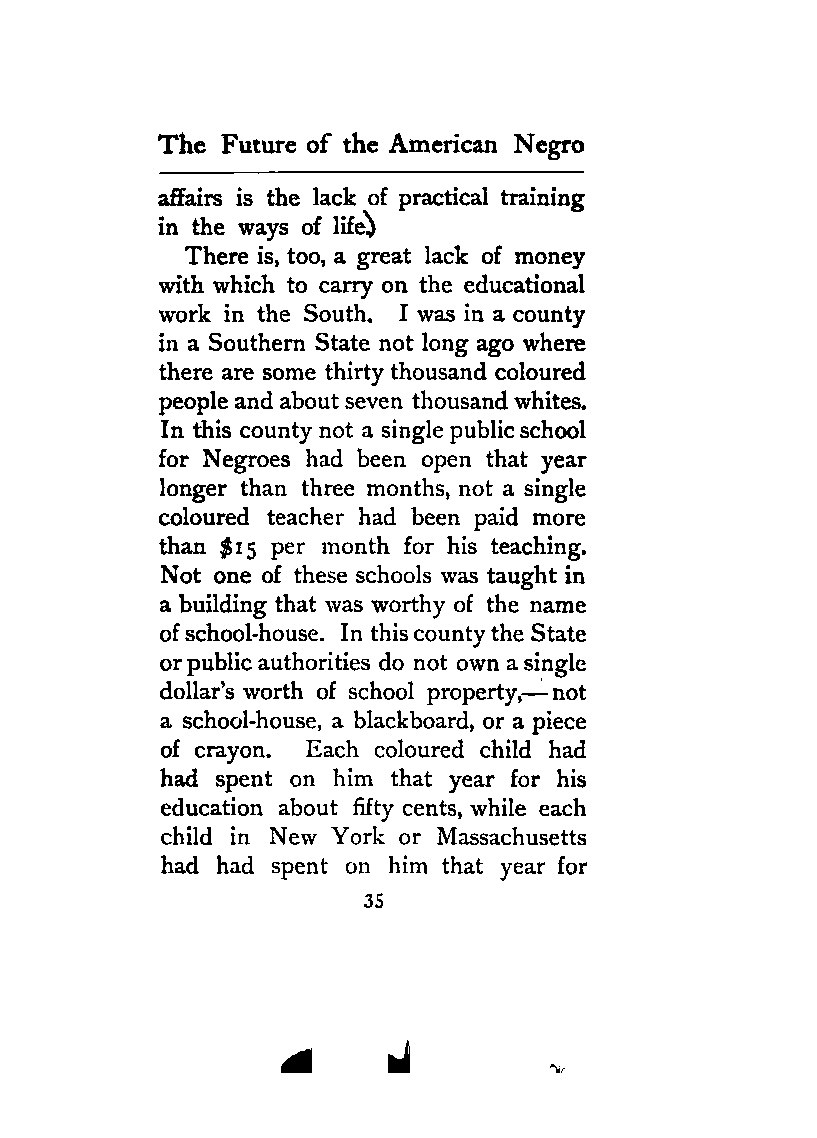 The Future of the American Negro
affairs is the lack of practical training
in the ways of life.)
There is, too, a great lack of money
with which to carry on the educational
work in the South. I was in a county
in a Southern State not long ago where
there are some thirty thousand coloured
people and about seven thousand whites.
In this county not a single public school
for Negroes had been open that year
longer than three months, not a single
coloured teacher had been paid more
than $15 per month for his teaching.
Not one of these schools was taught in
a building that was worthy of the name
of school-house. In this county the State
or public authorities do not own a single
dollar's worth of school property,—not
a school-house, a blackboard, or a piece
of crayon. Each coloured child had
had spent on him that year for his
education about fifty cents, while each
child in New York or Massachusetts
had had spent on him that year for
35